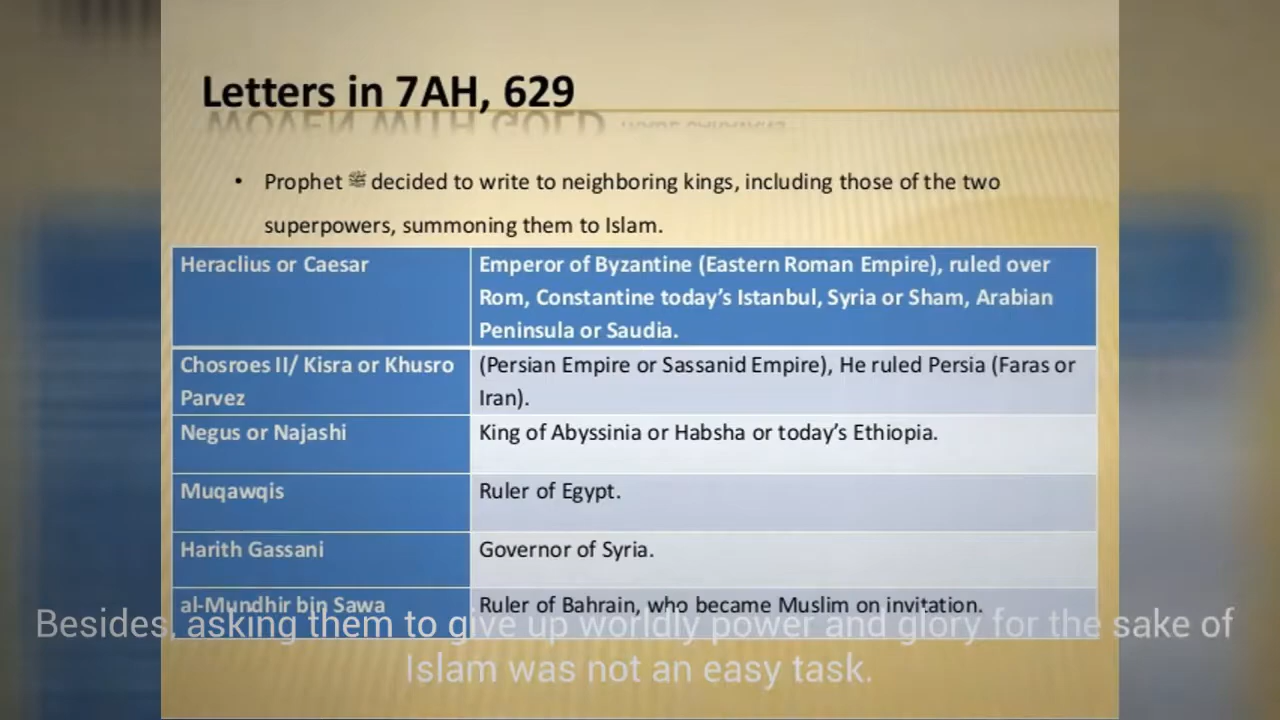 Letters in 7AH, 629
• Prophet ﷺ decided to write to neighboring kings, including those of the two
superpowers, summoning them to Islam.
Heraclius or Caesar
Emperor of Byzantine (Eastern Roman Empire), ruled over
Rom, Constantine today's Istanbul, Syria or Sham, Arabian
Peninsula or Saudia.
Chosroes II/ Kisra or Khusro
Parvez
(Persian Empire or Sassanid Empire), He ruled Persia (Faras or
Iran).
Negus or Najashi
King of Abyssinia or Habsha or today's Ethiopia.
Muqawqis
Ruler of Egypt.
Harith Gassani
Governor of Syria.
al-Mundhir bin Sawa
Ruler of Bahrain, who became Muslim on invitation.
Besides, asking them to give up worldly power and glory for the sake of
Islam was not an easy task.